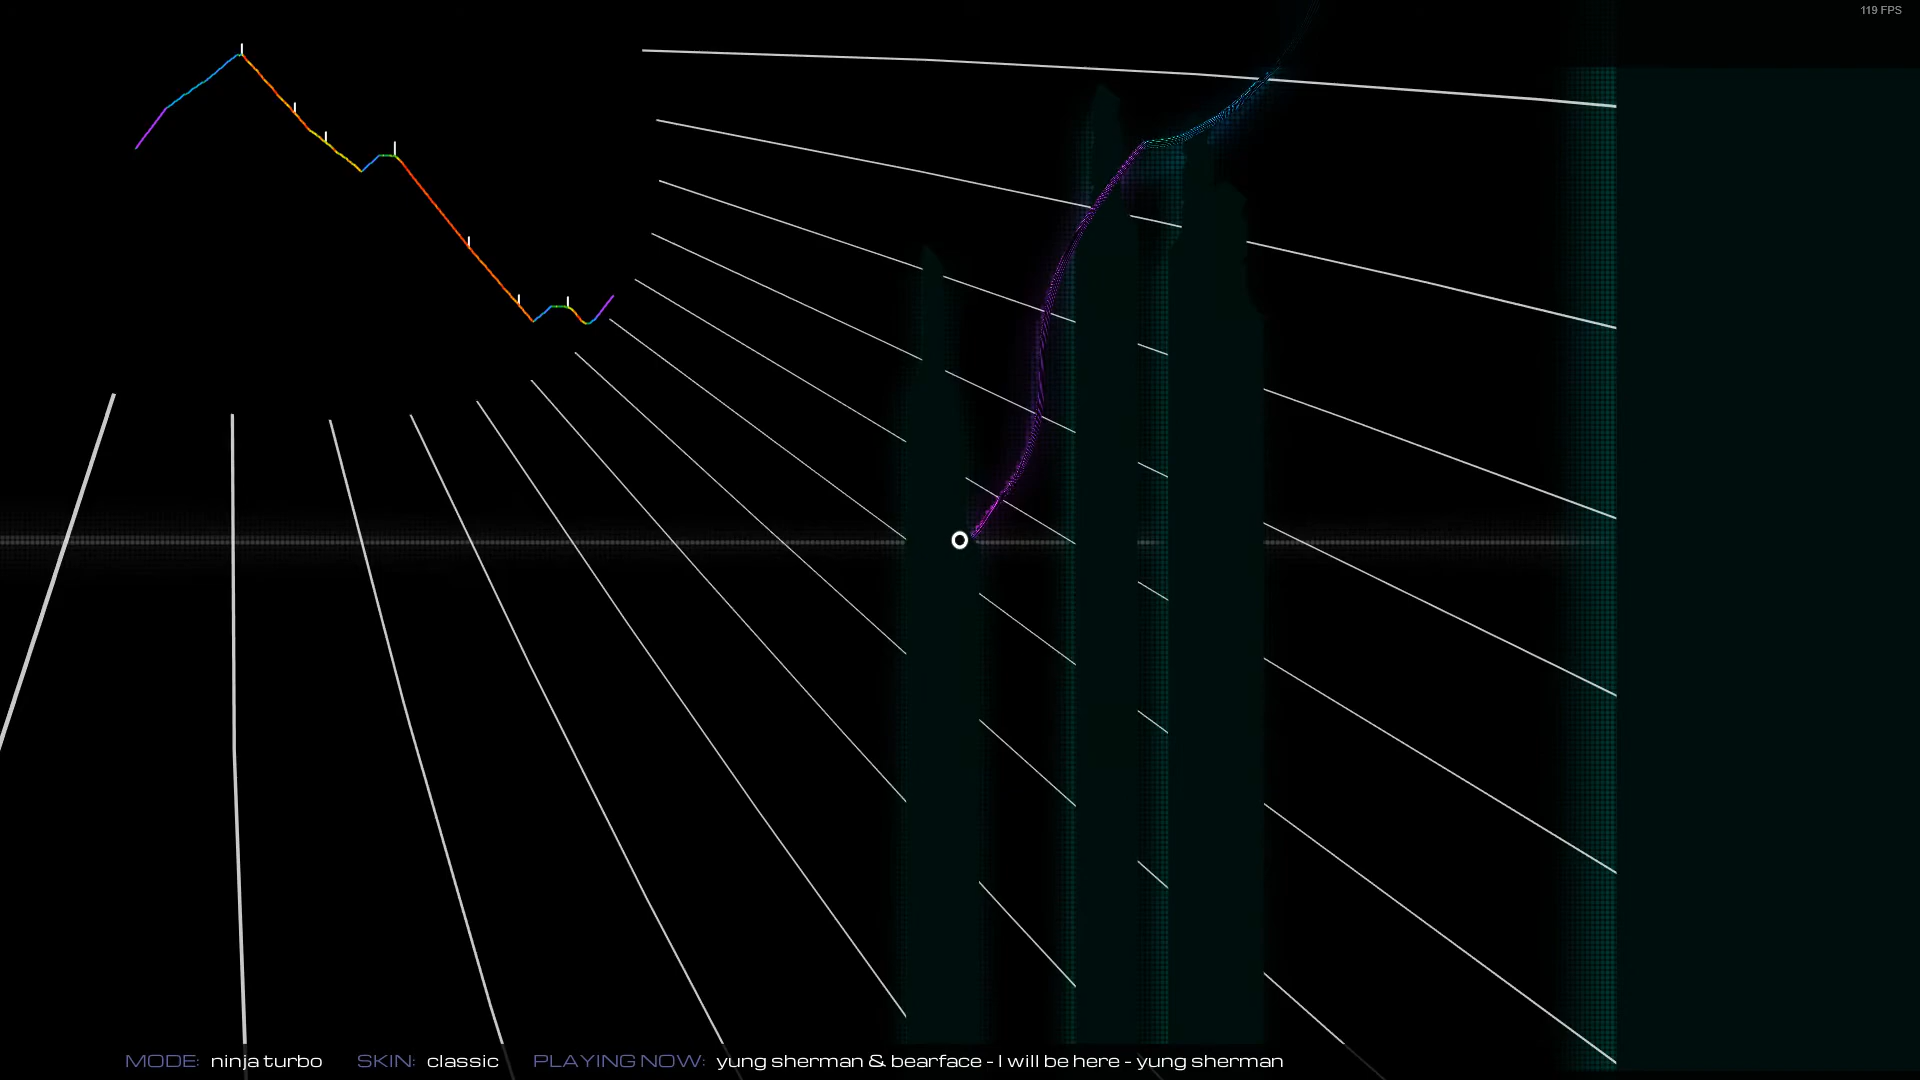 119 FPS
MODE: ninja turbo SKIN: classic PLAYING NOW: yung sherman & bearface - I will be here - yung sherman